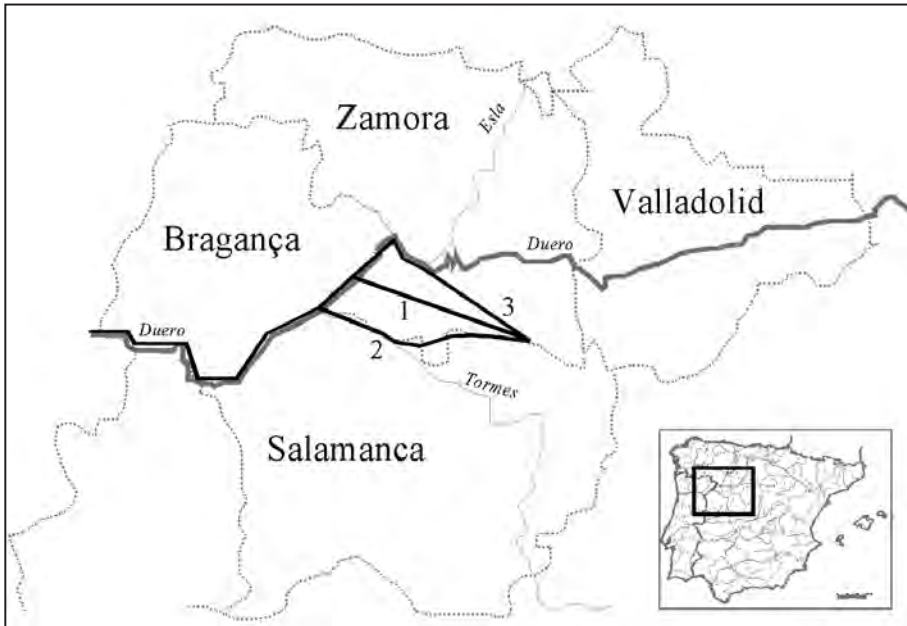 Zamora
Esla
Valladolid
Bragança
Duero
1
3
Duero
2
Tormes
Salamanca